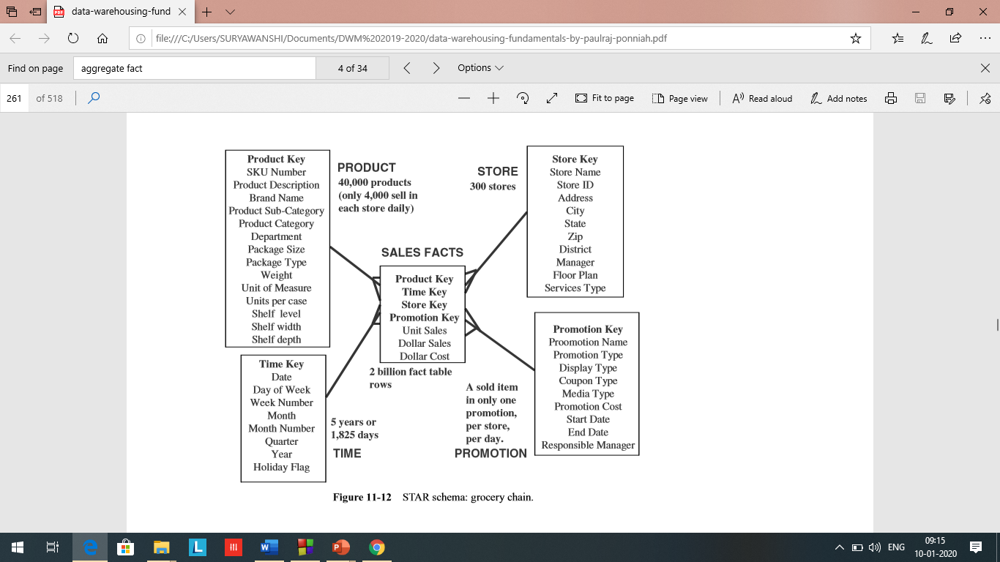 data-warehousing-fund
file:///C:/Users/SURYAWANSHI/Documents/DWM%202019-2020/data-warehousing-fundamentals-by-paulraj-ponniah.pdf
Find on page
aggregate fact
4 of 34
Options
261
of 518
Fit to page
Page view
Read aloud
Add notes
Product Key
SKU Number
Product Description
Brand Name
Product Sub-Category
Product Category
Department
Package Size
Package Type
Weight
Unit of Measure
Units per case
Shelf level
Shelf width
Shelf depth
PRODUCT
40,000 products
(only 4,000 sell in
each store daily)
STORE
300 stores
Store Key
Store Name
Store ID
Address
City
State
Zip
District
Manager
Floor Plan
Services Type
SALES FACTS
Product Key
Time Key
Store Key
Promotion Key
Unit Sales
Dollar Sales
Dollar Cost
2 billion fact table
rows
Time Key
Date
Day of Week
Week Number
Month
Month Number
Quarter
Year
Holiday Flag
5 years or
1,825 days
TIME
A sold item
in only one
promotion,
per store,
per day.
PROMOTION
Promotion Key
Proomotion Name
Promotion Type
Display Type
Coupon Type
Media Type
Promotion Cost
Start Date
End Date
Responsible Manager
Figure 11-12 STAR schema: grocery chain.
ENG
09:15
10-01-2020